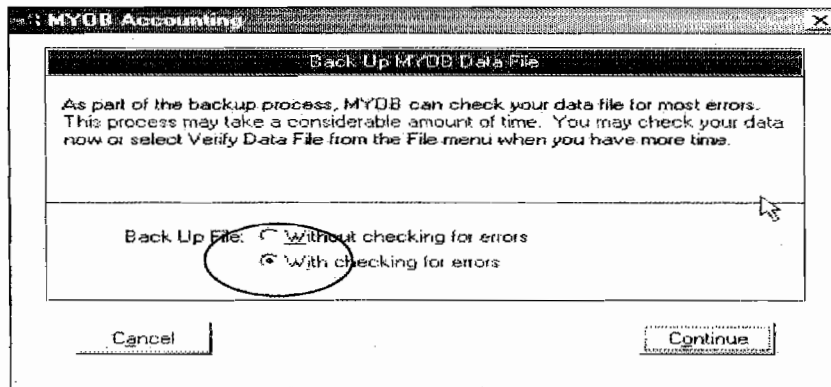 MYOB Accounting
Back Up MYOB Data File
As part of the backup process, MYOB can check your data file for most errors.
This process may take a considerable amount of time. You may check your data
now or select Verify Data File from the File menu when you have more time.
Back Up File: Without checking for errors
With checking for errors
Cancel
Continue